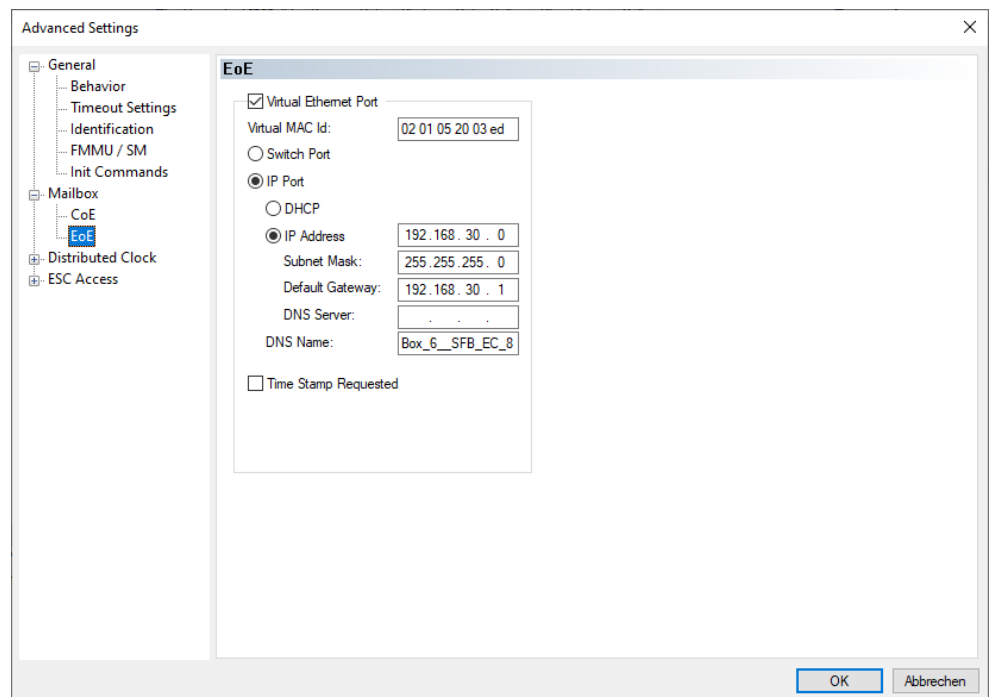 Advanced Settings
General
Behavior
Timeout Settings
Identification
FMMU / SM
Init Commands
Mailbox
CoE
EoE
Distributed Clock
ESC Access
EoE
Virtual Ethernet Port
Virtual MAC Id: 02 01 05 20 03 ed
Switch Port
IP Port
DHCP
IP Address 192.168. 30 . 0
Subnet Mask: 255.255.255. 0
Default Gateway: 192.168. 30 . 1
DNS Server: . . .
DNS Name: Box_6__SFB_EC_8
Time Stamp Requested
OK Abbrechen